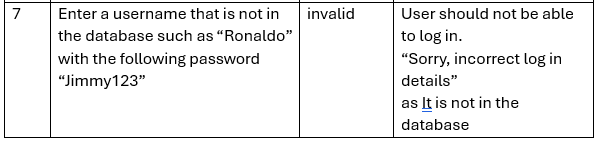 7
Enter a username that is not in
the database such as “Ronaldo”
with the following password
“Jimmy123”
invalid
User should not be able
to log in.
“Sorry, incorrect log in
details”
as It is not in the
database